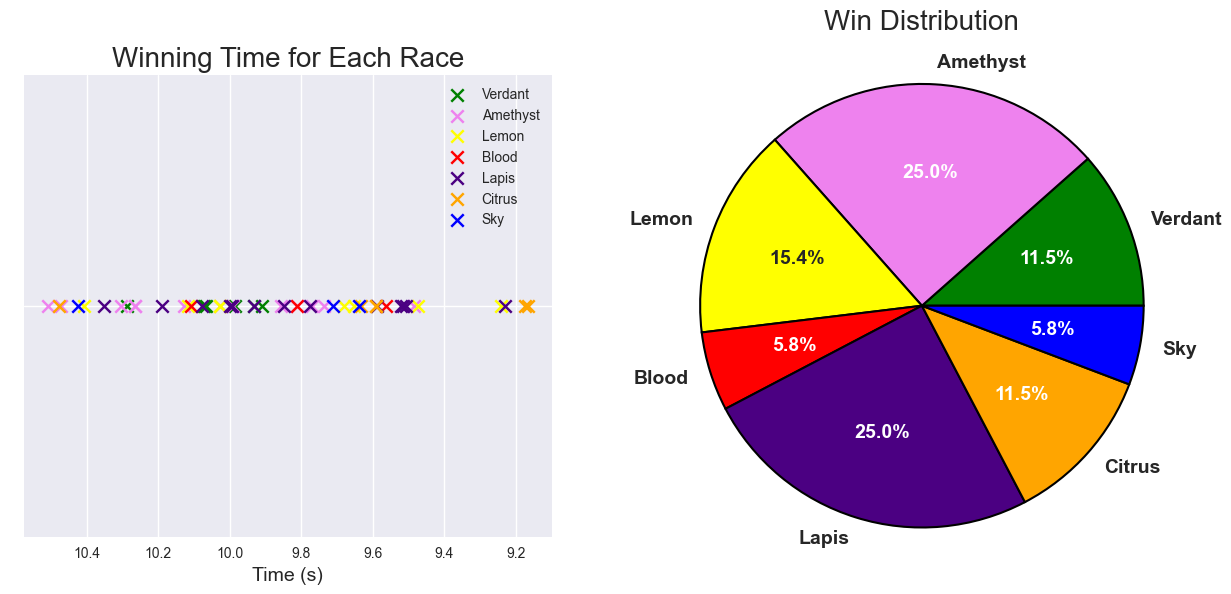 Winning Time for Each Race
Verdant
Amethyst
Lemon
Blood
Lapis
Citrus
Sky
10.4
10.2
10.0
9.8
9.6
9.4
9.2
Time (s)
Win Distribution
Amethyst
25.0%
Lemon
15.4%
Verdant
11.5%
Blood
5.8%
Sky
5.8%
Lapis
25.0%
Citrus
11.5%